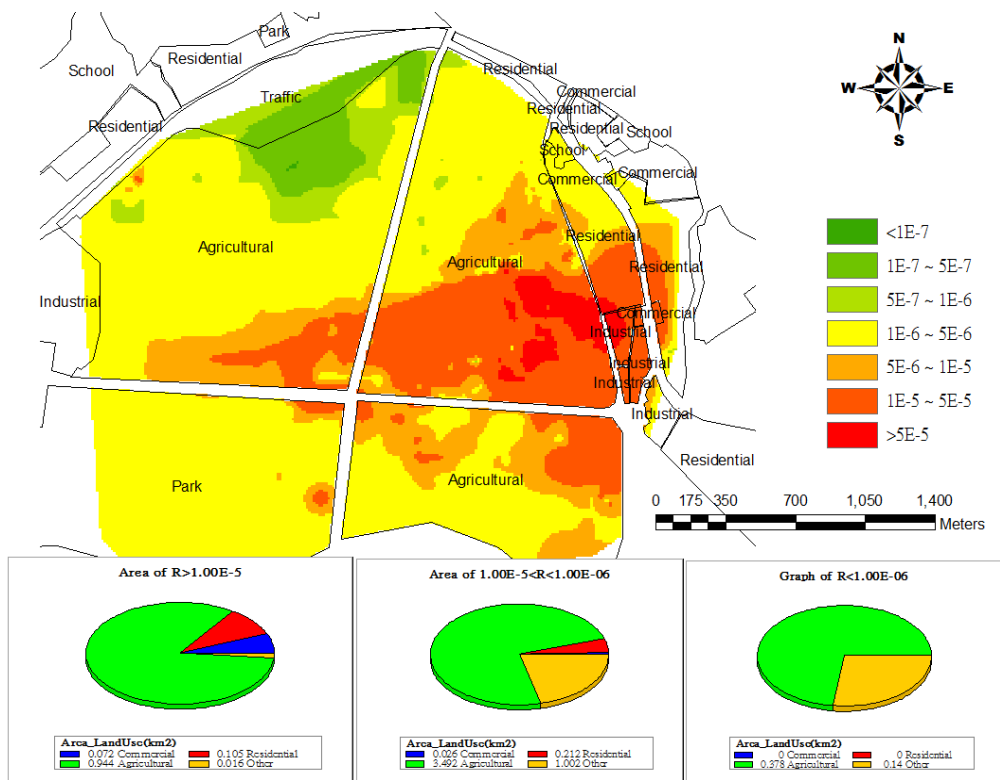 Park
Residential
School
Residential
Traffic
Residential
Commercial
Residential
Residential
School
School
Commercial
Commercial
N
W E
S
Agricultural
Agricultural
Residential
Residential
Industrial
Commercial
Industrial
Industrial
Industrial
Industrial
Residential
Park
Agricultural
<1E-7
1E-7 ~ 5E-7
5E-7 ~ 1E-6
1E-6 ~ 5E-6
5E-6 ~ 1E-5
1E-5 ~ 5E-5
>5E-5
0 175 350 700 1,050 1,400
Meters
Area of R>1.00E-5
Area_LandUse(km2)
0.072 Commercial 0.105 Residential
0.944 Agricultural 0.016 Other
Area of 1.00E-5<R<1.00E-06
Area_LandUse(km2)
0.026 Commercial 0.212 Residential
3.492 Agricultural 1.002 Other
Graph of R<1.00E-06
Area_LandUse(km2)
0 Commercial 0 Residential
0.378 Agricultural 0.14 Other